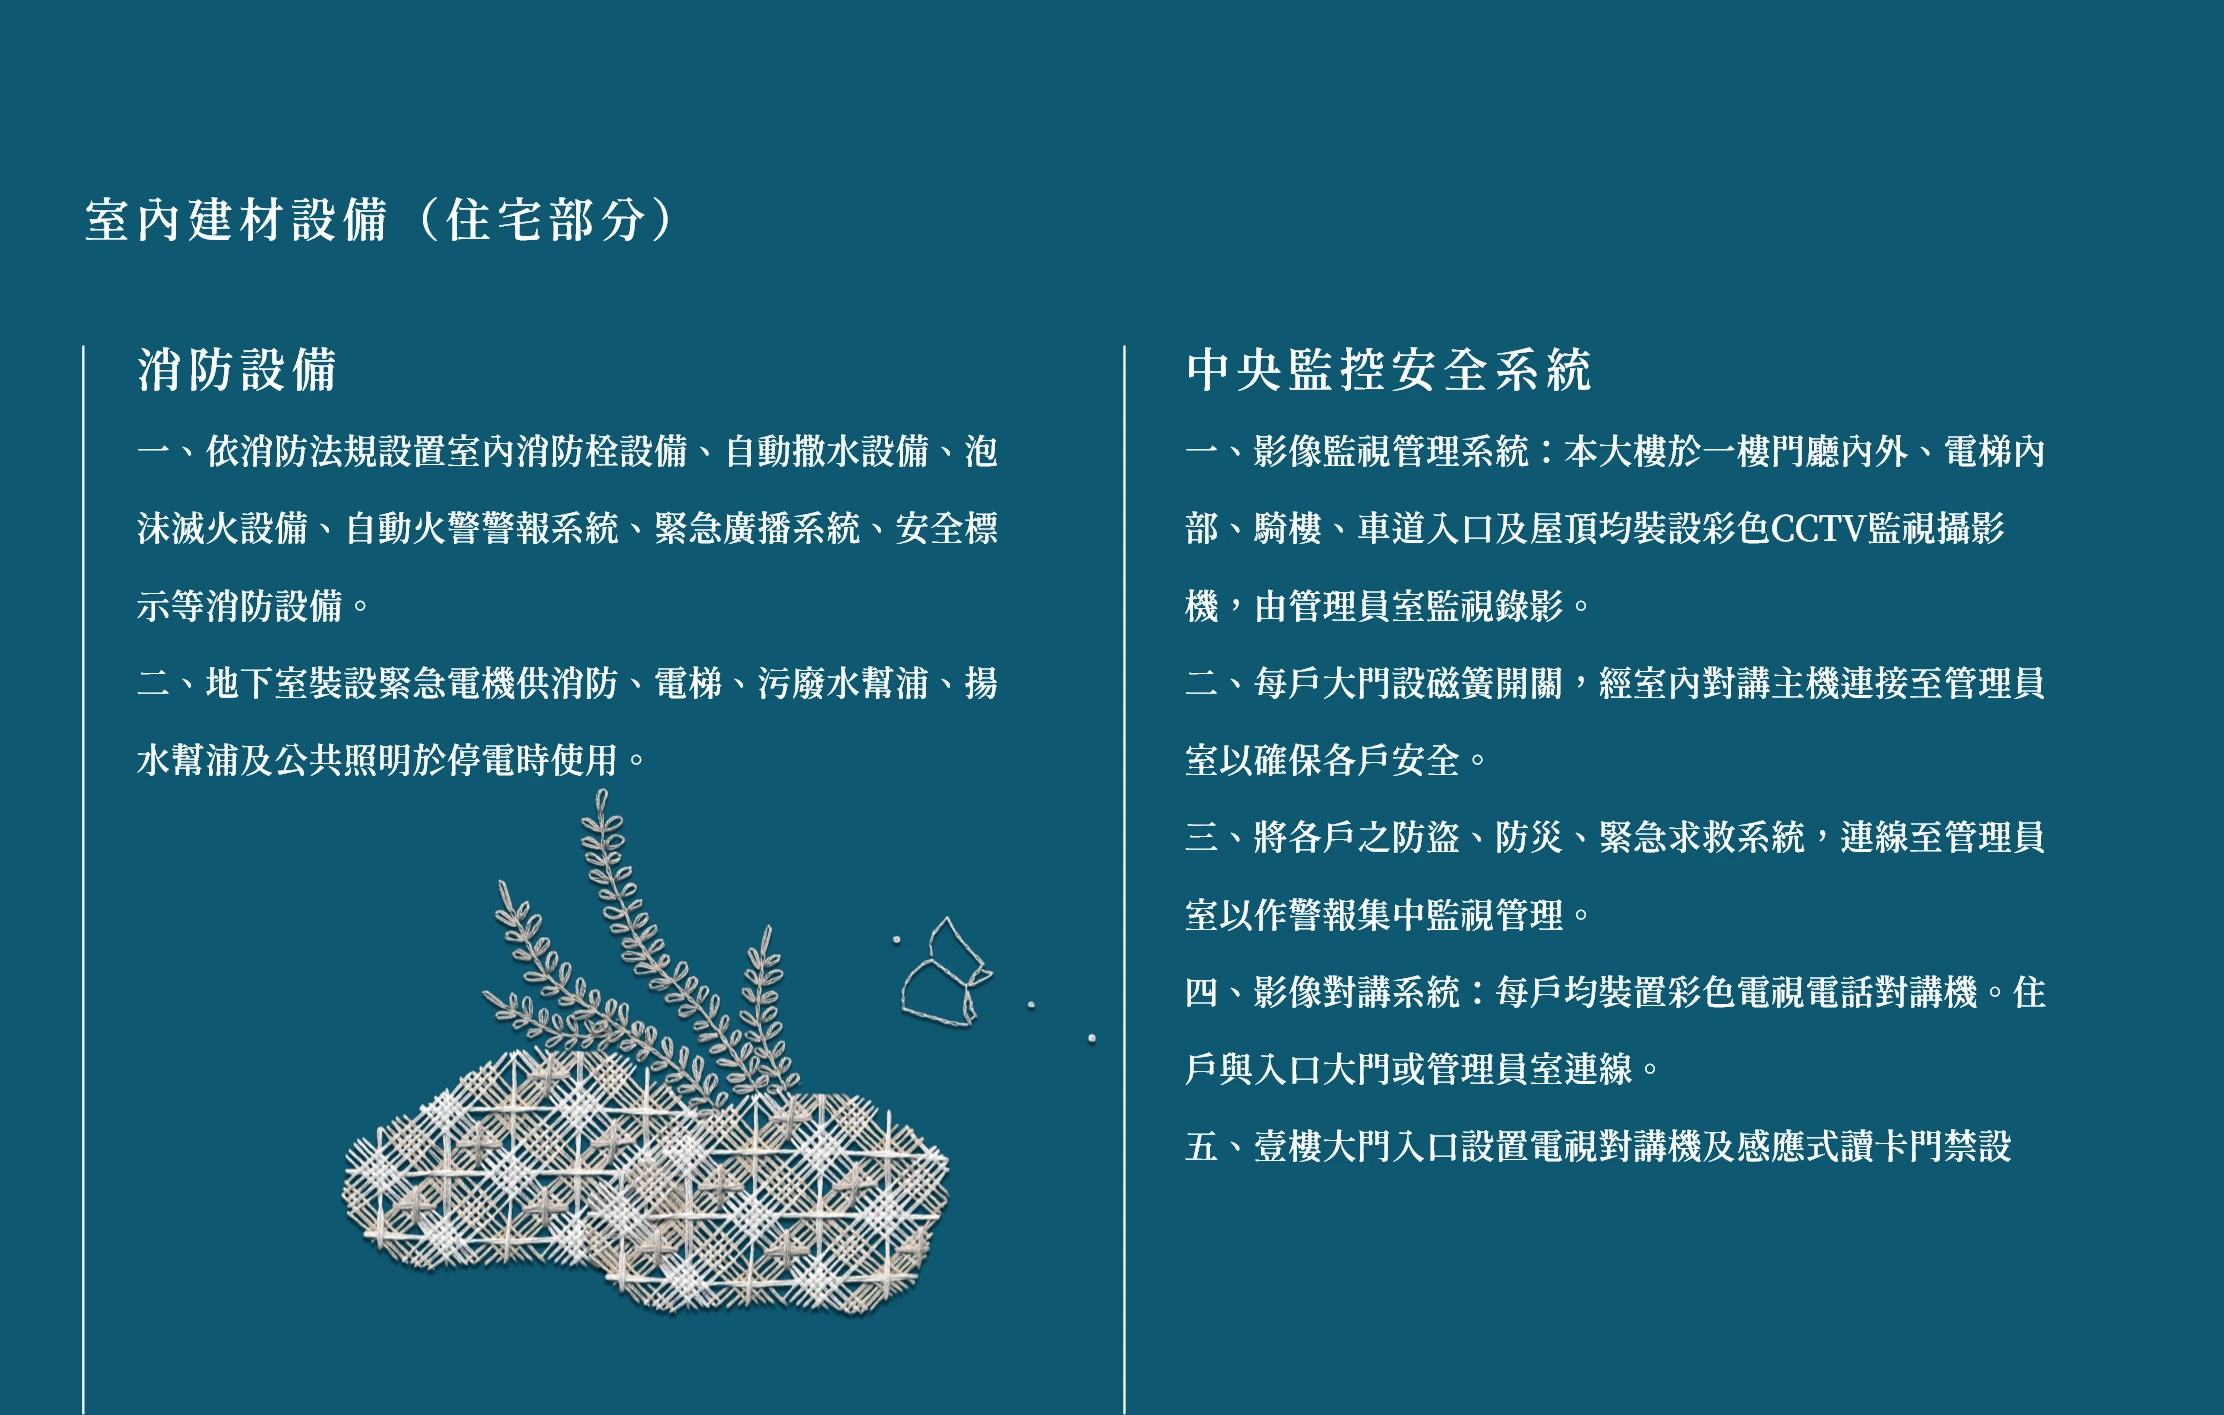 室內建材設備（住宅部分）
消防設備
一、依消防法規設置室內消防栓設備、自動撒水設備、泡
沫滅火設備、自動火警警報系統、緊急廣播系統、安全標
示等消防設備。
二、地下室裝設緊急電機供消防、電梯、污廢水幫浦、揚
水幫浦及公共照明於停電時使用。
中央監控安全系統
一、影像監視管理系統：本大樓於一樓門廳內外、電梯內
部、騎樓、車道入口及屋頂均裝設彩色CCTV監視攝影
機，由管理員室監視錄影。
二、每戶大門設磁簧開關，經室內對講主機連接至管理員
室以確保各戶安全。
三、將各戶之防盜、防災、緊急求救系統，連線至管理員
室以作警報集中監視管理。
四、影像對講系統：每戶均裝置彩色電視電話對講機。住
戶與入口大門或管理員室連線。
五、壹樓大門入口設置電視對講機及感應式讀卡門禁設